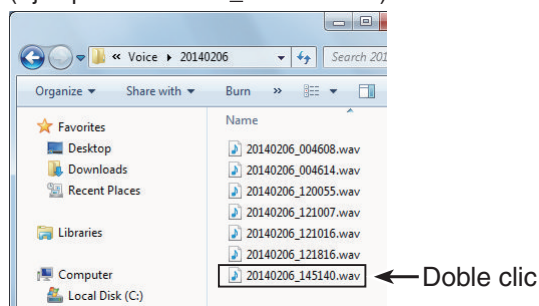 Voice ▸ 20140206
Search 201
Organize
Share with
Burn
»
Favorites
Desktop
Downloads
Recent Places
Libraries
Computer
Local Disk (C:)
Name
20140206_004608.wav
20140206_004614.wav
20140206_120055.wav
20140206_121007.wav
20140206_121016.wav
20140206_121816.wav
20140206_145140.wav
Doble clic